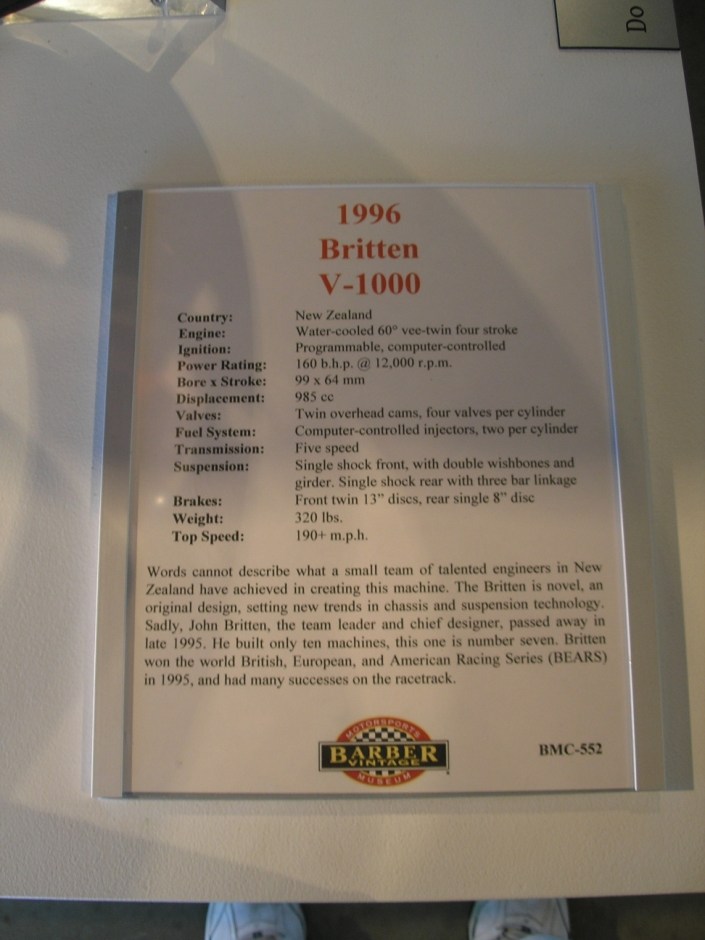 Do
1996
Britten
V-1000
Country: New Zealand
Engine: Water-cooled 60° vee-twin four stroke
Ignition: Programmable, computer-controlled
Power Rating: 160 b.h.p. @ 12,000 r.p.m.
Bore x Stroke: 99 x 64 mm
Displacement: 985 cc
Valves: Twin overhead cams, four valves per cylinder
Fuel System: Computer-controlled injectors, two per cylinder
Transmission: Five speed
Suspension: Single shock front, with double wishbones and
girder. Single shock rear with three bar linkage
Brakes: Front twin 13” discs, rear single 8” disc
Weight: 320 lbs.
Top Speed: 190+ m.p.h.
Words cannot describe what a small team of talented engineers in New
Zealand have achieved in creating this machine. The Britten is novel, an
original design, setting new trends in chassis and suspension technology.
Sadly, John Britten, the team leader and chief designer, passed away in
late 1995. He built only ten machines, this one is number seven. Britten
won the world British, European, and American Racing Series (BEARS)
in 1995, and had many successes on the racetrack.
MOTORSPORTS
BARBER
VINTAGE
MUSEUM
BMC-552